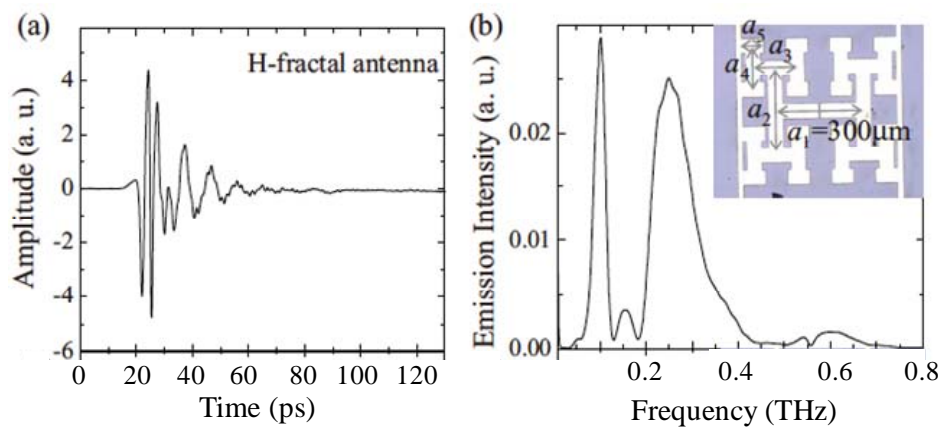 (a)
H-fractal antenna
Amplitude (a. u.)
4
2
0
-2
-4
-6
0 20 40 60 80 100 120
Time (ps)
(b)
Emission Intensity (a. u.)
0.02
0.01
0.00
0.2 0.4 0.6 0.8
Frequency (THz)
a5
a3
a4
a2
a1=300μm